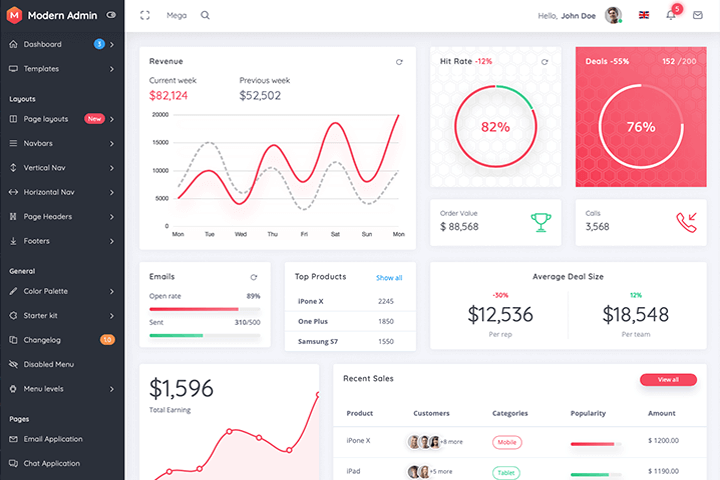 Modern Admin
Mega
Hello, John Doe
5
Dashboard
3
Templates
Layouts
Page layouts
New
Navbars
Vertical Nav
Horizontal Nav
Page Headers
Footers
General
Color Palette
Starter kit
Changelog
1.0
Disabled Menu
Menu levels
Pages
Email Application
Chat Application
Revenue
Current week
Previous week
$82,124
$52,502
20000
15000
10000
5000
0
Mon Tue Wed Thu Fri Sat Sun Mon
Hit Rate -12%
82%
Deals -55%
152 /200
76%
Order Value
$ 88,568
Calls
3,568
Emails
Open rate 89%
Sent 310/500
Top Products
Show all
iPone X 2245
One Plus 1850
Samsung S7 1550
Average Deal Size
-30%
$12,536
Per rep
12%
$18,548
Per team
$1,596
Total Earning
Recent Sales
View all
Product Customers Categories Popularity Amount
iPone X +8 more Mobile $ 1200.00
iPad +5 more Tablet $ 1190.00